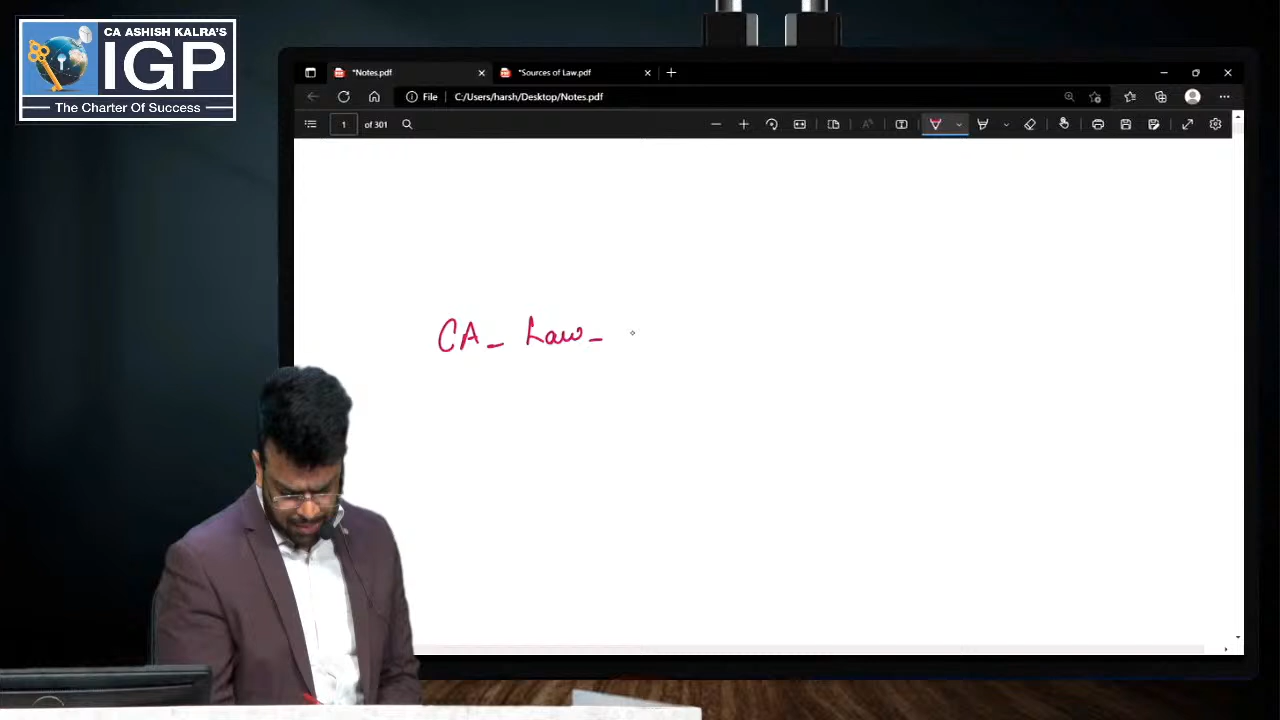 CA ASHISH KALRA'S
IGP
The Charter Of Success
*Notes.pdf
*Sources of Law.pdf
File
C:/Users/harsh/Desktop/Notes.pdf
1 of 301
CA_ Law_